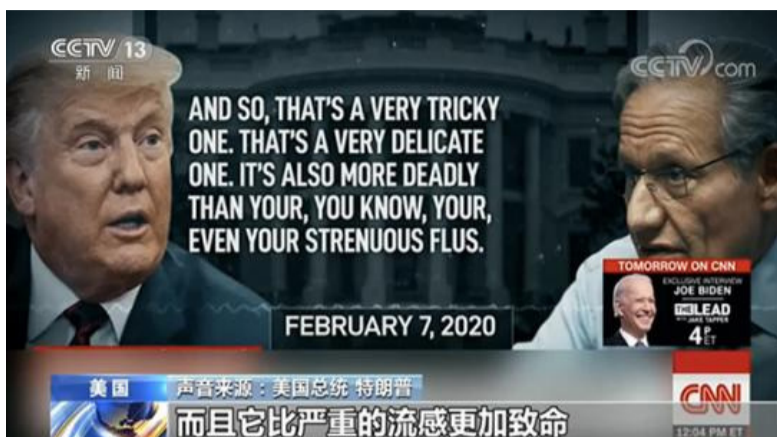 CCTV 13
新 闻
CCTV com
AND SO, THAT'S A VERY TRICKY
ONE. THAT'S A VERY DELICATE
ONE. IT'S ALSO MORE DEADLY
THAN YOUR, YOU KNOW, YOUR,
EVEN YOUR STRENUOUS FLUS.
FEBRUARY 7, 2020
TOMORROW ON CNN
EXCLUSIVE INTERVIEW
JOE BIDEN
THE LEAD
WITH JAKE TAPPER
4 P ET
美国
声音来源：美国总统 特朗普
而且它比严重的流感更加致命
CNN
12:04 PM ET